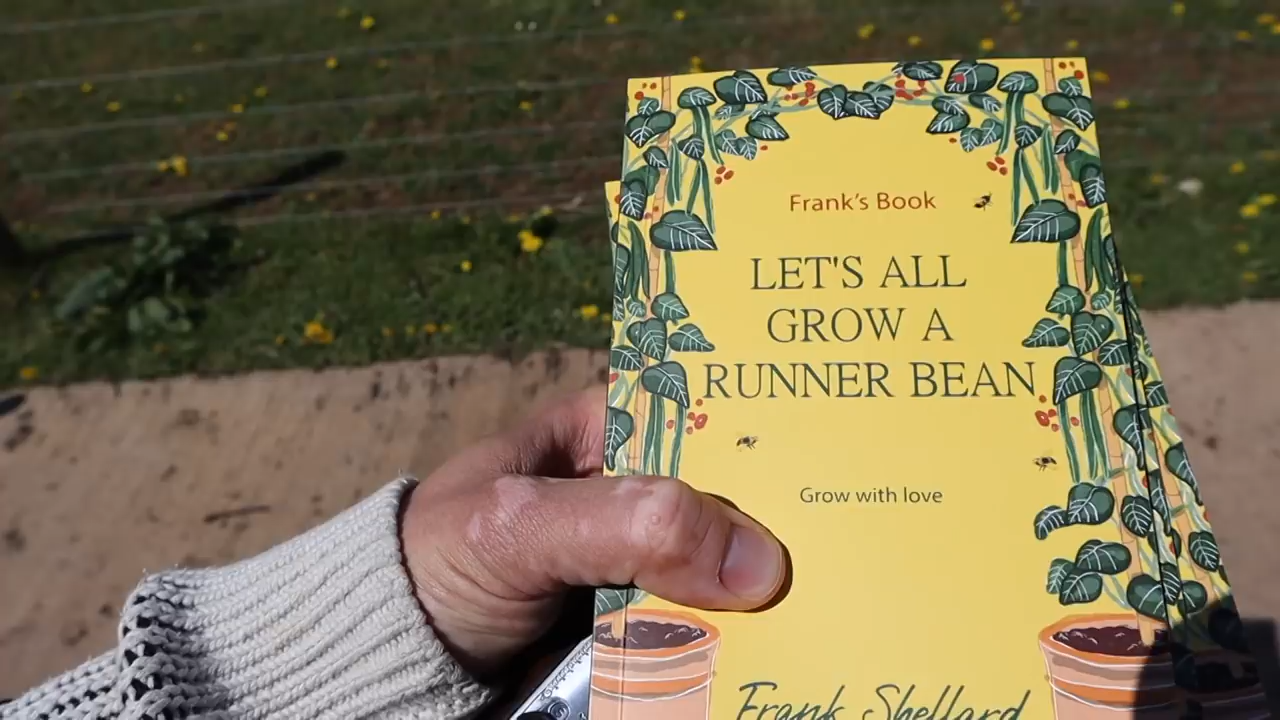 Frank's Book
LET'S ALL
GROW A
RUNNER BEAN
Grow with love
Frank Shellard